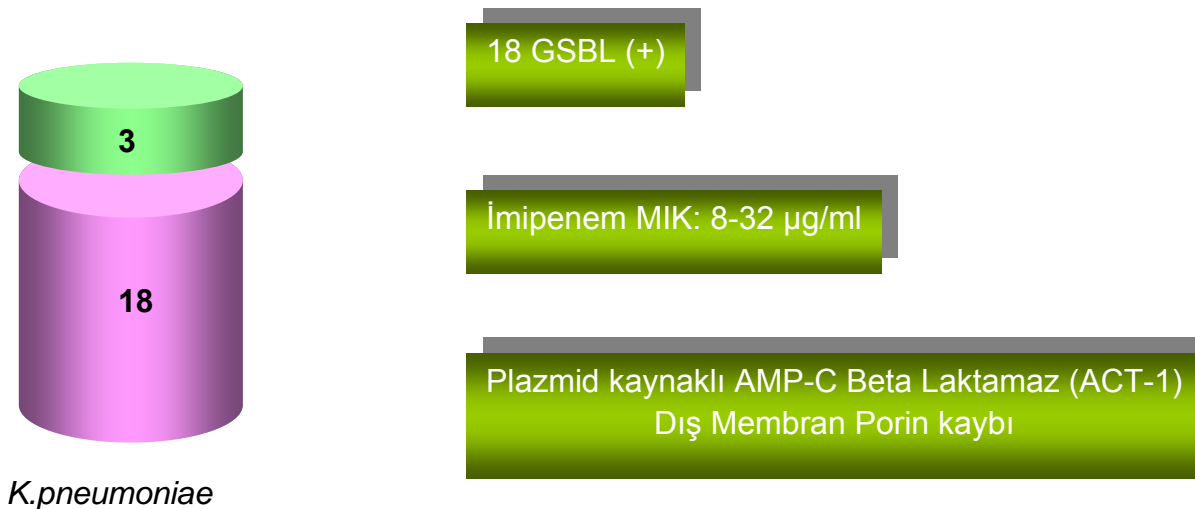 18 GSBL (+)
3
İmipenem MIK: 8-32 µg/ml
18
Plazmid kaynaklı AMP-C Beta Laktamaz (ACT-1)
Dış Membran Porin kaybı
K.pneumoniae